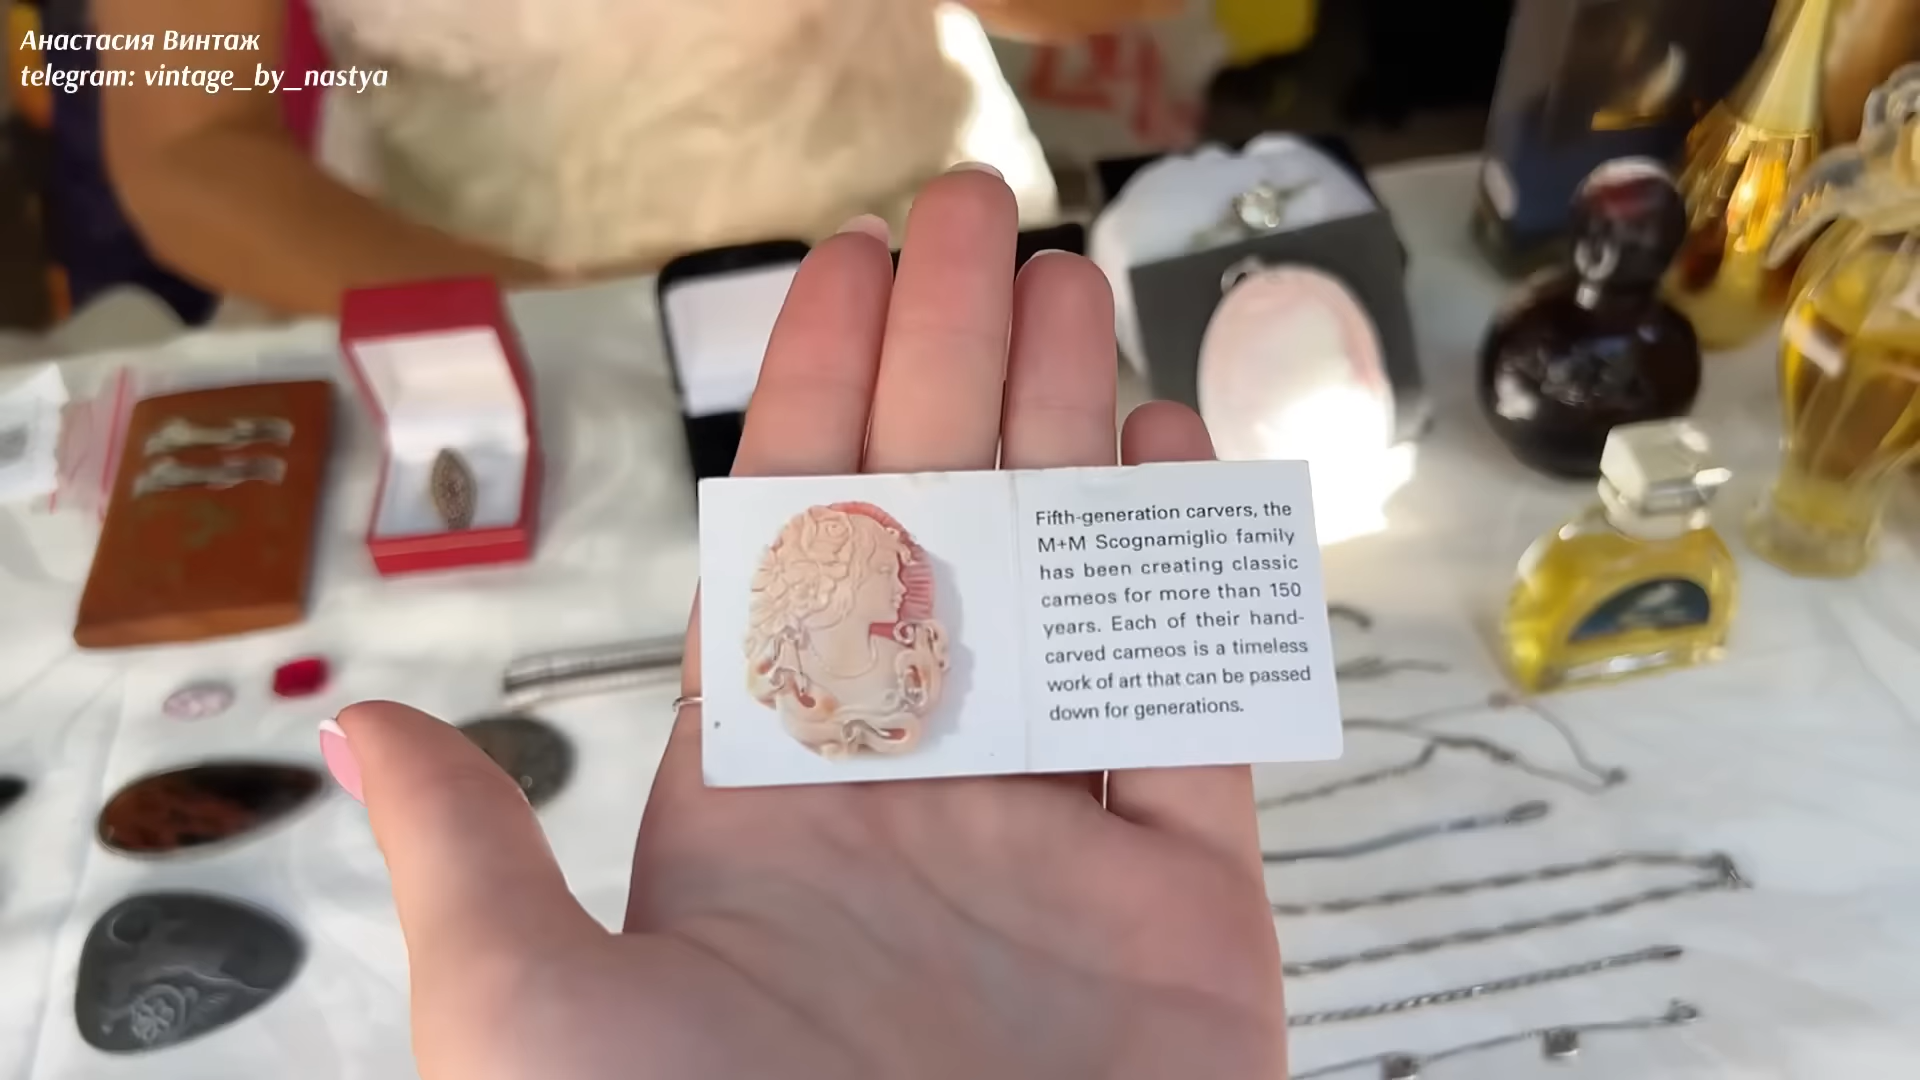 Анастасия Винтаж
telegram: vintage_by_nastya
Fifth-generation carvers, the
M+M Scognamiglio family
has been creating classic
cameos for more than 150
years. Each of their hand-
carved cameos is a timeless
work of art that can be passed
down for generations.